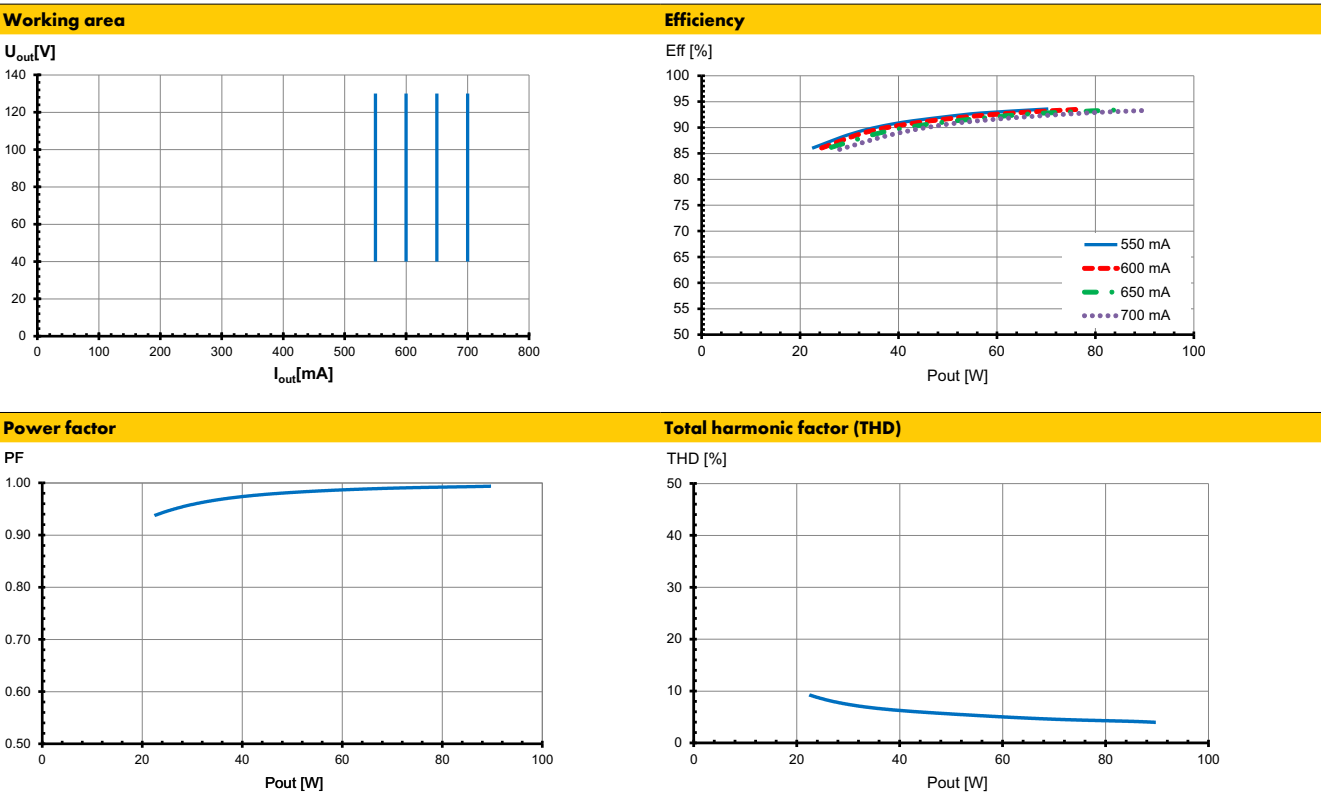 Working area
U_out[V]
140
120
100
80
60
40
20
0
0 100 200 300 400 500 600 700 800
I_out[mA]
Efficiency
Eff [%]
100
95
90
85
80
75
70
65
60
55
50
550 mA
600 mA
650 mA
700 mA
0 20 40 60 80 100
Pout [W]
Power factor
PF
1.00
0.90
0.80
0.70
0.60
0.50
0 20 40 60 80 100
Pout [W]
Total harmonic factor (THD)
THD [%]
50
40
30
20
10
0
0 20 40 60 80 100
Pout [W]